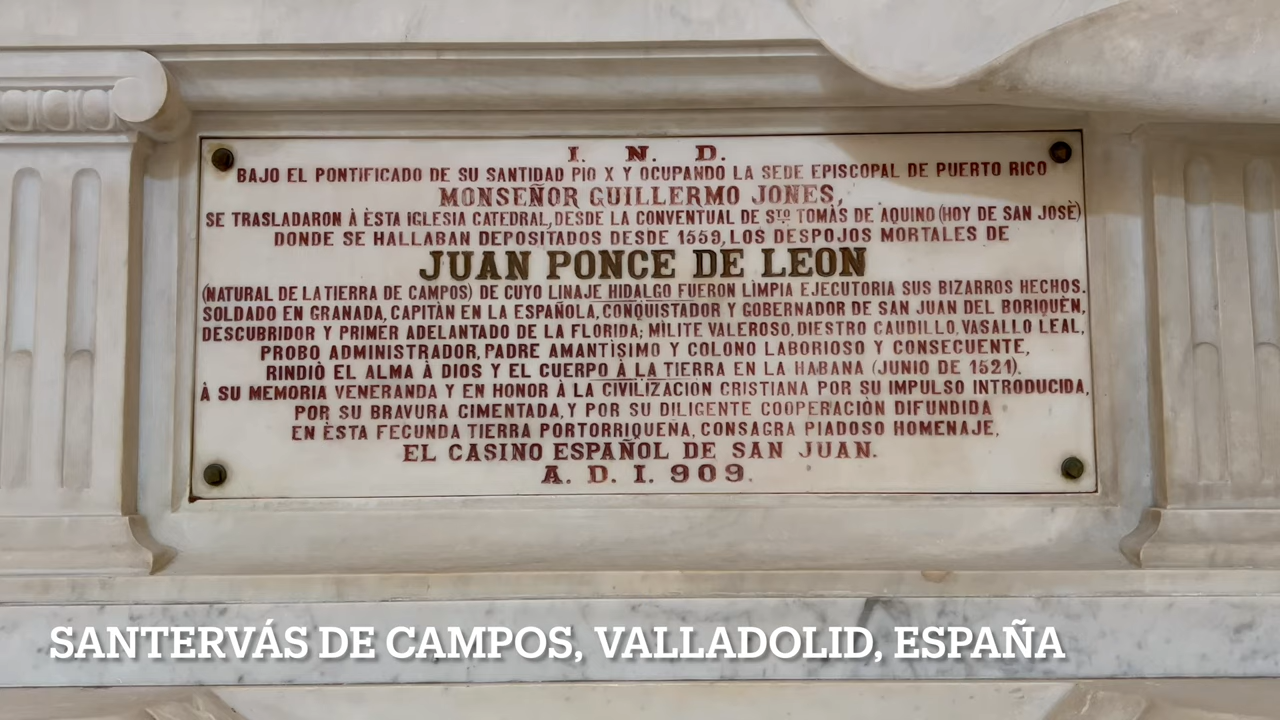 I. N. D.
BAJO EL PONTIFICADO DE SU SANTIDAD PIO X Y OCUPANDO LA SEDE EPISCOPAL DE PUERTO RICO
MONSEÑOR GUILLERMO JONES,
SE TRASLADARON À ÈSTA IGLESIA CATEDRAL, DESDE LA CONVENTUAL DE STO TOMÀS DE AQUINO (HOY DE SAN JOSÈ)
DONDE SE HALLABAN DEPOSITADOS DESDE 1559, LOS DESPOJOS MORTALES DE
JUAN PONCE DE LEON
(NATURAL DE LA TIERRA DE CAMPOS) DE CUYO LINAJE HIDALGO FUERON LÌMPIA EJECUTORIA SUS BIZARROS HECHOS.
SOLDADO EN GRANADA, CAPITÀN EN LA ESPAÑOLA, CONQUISTADOR Y GOBERNADOR DE SAN JUAN DEL BORIQUÈN,
DESCUBRIDOR Y PRIMER ADELANTADO DE LA FLORIDA; MÌLITE VALEROSO, DIESTRO CAUDILLO, VASALLO LEAL,
PROBO ADMINISTRADOR, PADRE AMANTÌSIMO Y COLONO LABORIOSO Y CONSECUENTE,
RINDIÒ EL ALMA À DIOS Y EL CUERPO À LA TIERRA EN LA HABANA (JUNIO DE 1521).
À SU MEMORIA VENERANDA Y EN HONOR À LA CIVILIZACIÒN CRISTIANA POR SU IMPULSO INTRODUCIDA,
POR SU BRAVURA CIMENTADA, Y POR SU DILIGENTE COOPERACIÒN DIFUNDIDA
EN ÈSTA FECUNDA TIERRA PORTORRIQUEÑA, CONSAGRA PIADOSO HOMENAJE,
EL CASINO ESPAÑOL DE SAN JUAN.
A. D. I. 909.
SANTERVÁS DE CAMPOS, VALLADOLID, ESPAÑA